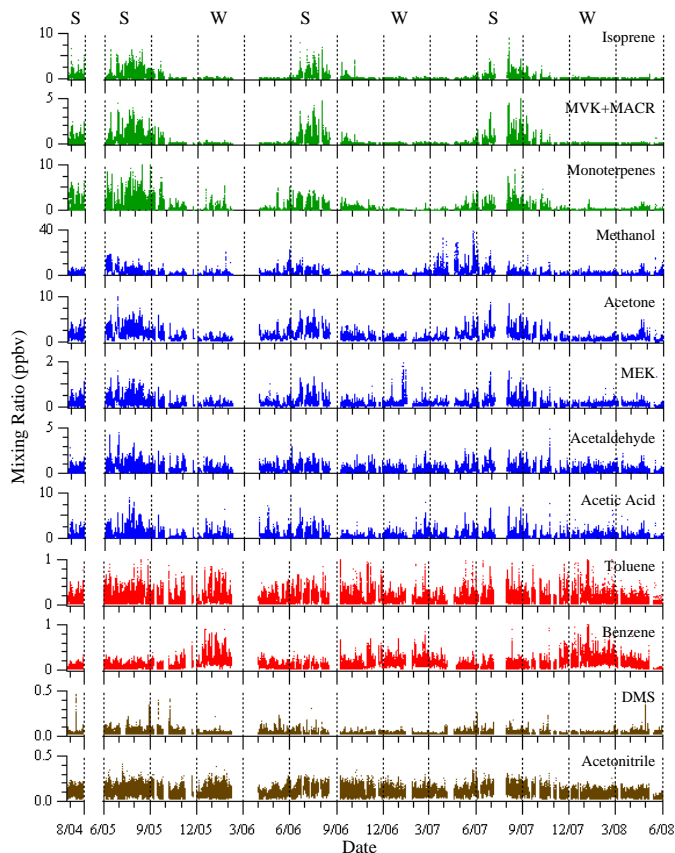 S S W S W S W
10
0
Isoprene
5
0
MVK+MACR
10
0
Monoterpenes
40
20
0
Methanol
10
0
Acetone
2
1
0
MEK
5
0
Acetaldehyde
10
0
Acetic Acid
1
0
Toluene
1
0
Benzene
0.5
0.0
DMS
0.5
0.0
Acetonitrile
Mixing Ratio (ppbv)
8/04 6/05 9/05 12/05 3/06 6/06 9/06 12/06 3/07 6/07 9/07 12/07 3/08 6/08
Date